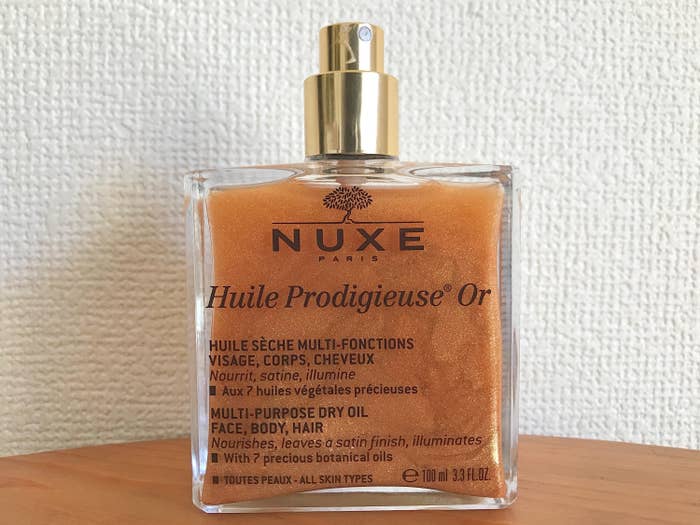 NUXE
PARIS
Huile Prodigieuse® Or
HUILE SÈCHE MULTI-FONCTIONS
VISAGE, CORPS, CHEVEUX
Nourrit, satine, illumine
■ Aux 7 huiles végétales précieuses
MULTI-PURPOSE DRY OIL
FACE, BODY, HAIR
Nourishes, leaves a satin finish, illuminates
■ With 7 precious botanical oils
■ TOUTES PEAUX - ALL SKIN TYPES ℮ 100 ml 3.3 FL.OZ.